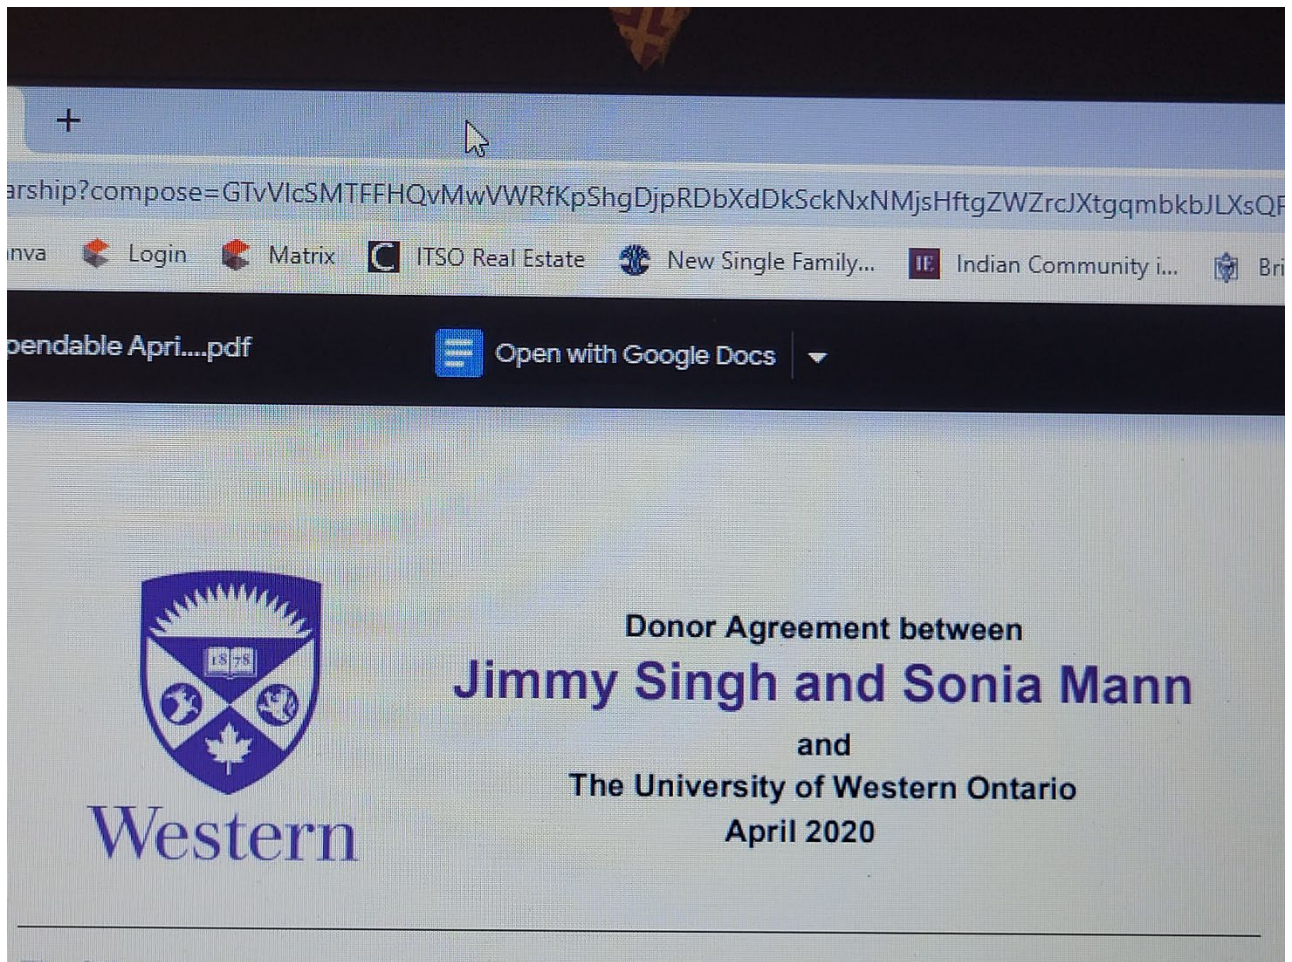 +
arship?compose=GTvVIcSMTFFHQvMwVWRfKpShgDjpRDbXdDkSckNxNMjsHftgZWZrcJXtgqmbkbJLXsQF
nva Login Matrix C ITSO Real Estate New Single Family... IE Indian Community i... Bri
pendable Apri....pdf Open with Google Docs
1878
Western
Donor Agreement between
Jimmy Singh and Sonia Mann
and
The University of Western Ontario
April 2020